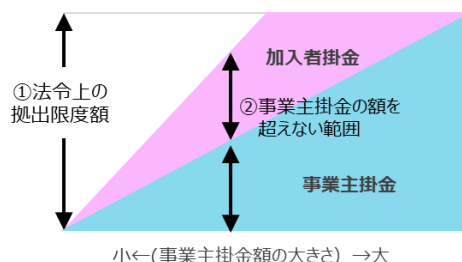 加入者掛金
①法令上の
拠出限度額
②事業主掛金の額を
超えない範囲
事業主掛金
小←(事業主掛金額の大きさ) →大